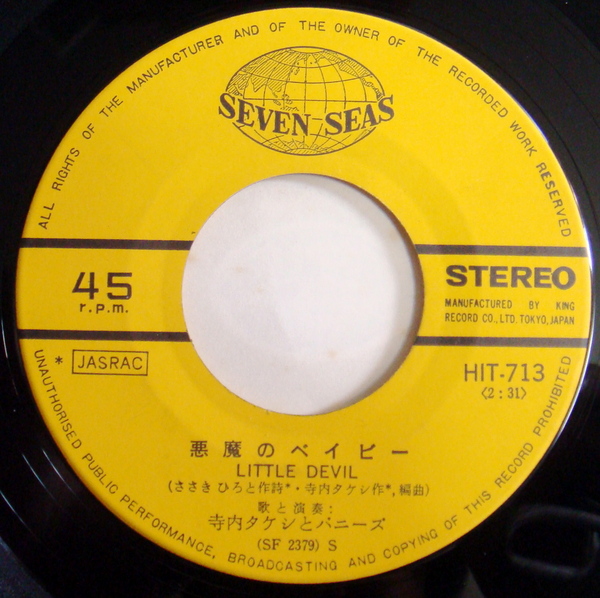 ALL RIGHTS OF THE MANUFACTURER AND OF THE OWNER OF THE RECORDED WORK RESERVED
SEVEN SEAS
45
r.p.m.
STEREO
MANUFACTURED BY KING
RECORD CO., LTD. TOKYO, JAPAN
* JASRAC
HIT-713
〈2:31〉
悪魔のベイビー
LITTLE DEVIL
(ささき ひろと作詩*・寺内タケシ作*,編曲)
歌と演奏:
寺内タケシとバニーズ
(SF 2379) S
UNAUTHORISED PUBLIC PERFORMANCE, BROADCASTING AND COPYING OF THIS RECORD PROHIBITED